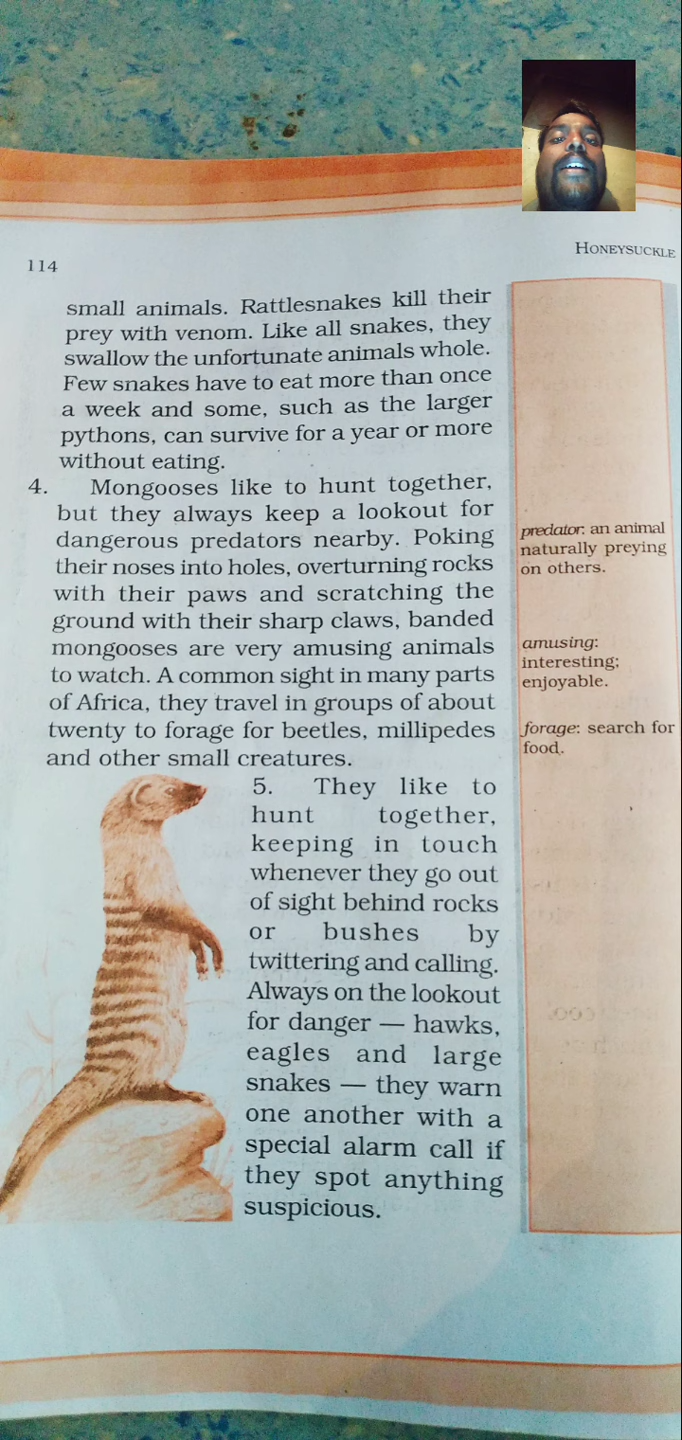 114
HONEYSUCKLE
small animals. Rattlesnakes kill their
prey with venom. Like all snakes, they
swallow the unfortunate animals whole.
Few snakes have to eat more than once
a week and some, such as the larger
pythons, can survive for a year or more
without eating.
4. Mongooses like to hunt together,
but they always keep a lookout for
dangerous predators nearby. Poking
their noses into holes, overturning rocks
with their paws and scratching the
ground with their sharp claws, banded
mongooses are very amusing animals
to watch. A common sight in many parts
of Africa, they travel in groups of about
twenty to forage for beetles, millipedes
and other small creatures.
5. They like to
hunt together,
keeping in touch
whenever they go out
of sight behind rocks
or bushes by
twittering and calling.
Always on the lookout
for danger — hawks,
eagles and large
snakes — they warn
one another with a
special alarm call if
they spot anything
suspicious.
predator: an animal
naturally preying
on others.
amusing:
interesting;
enjoyable.
forage: search for
food.